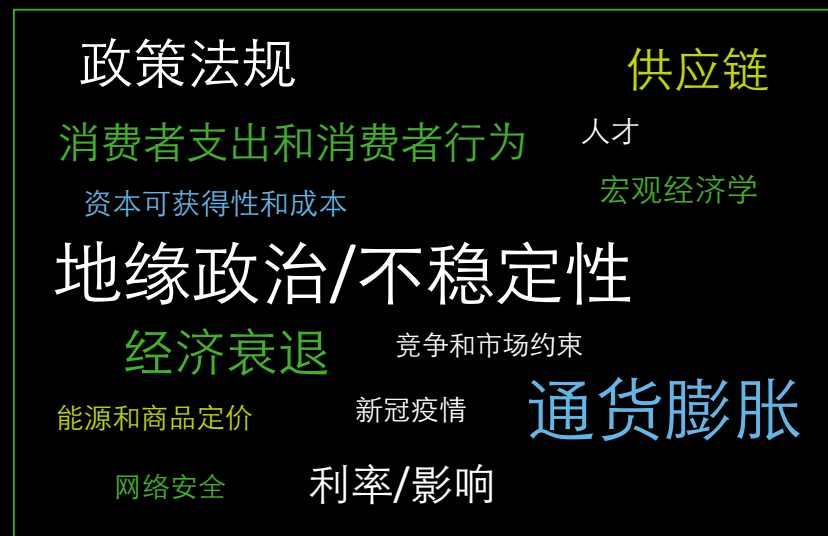 政策法规
供应链
消费者支出和消费者行为
人才
资本可获得性和成本
宏观经济学
地缘政治/不稳定性
经济衰退
竞争和市场约束
能源和商品定价
新冠疫情
通货膨胀
网络安全
利率/影响